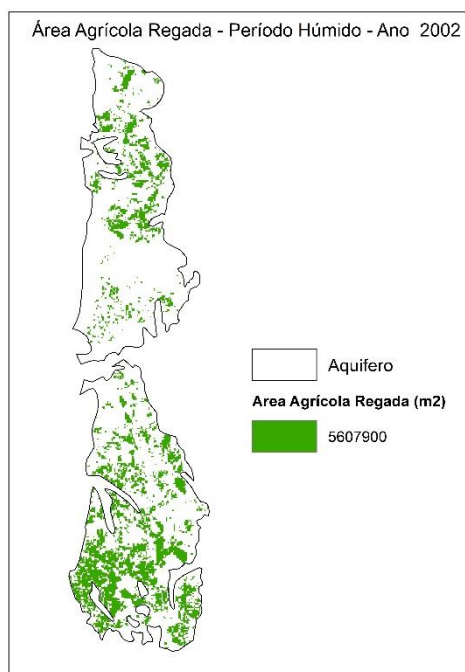 Área Agrícola Regada - Período Húmido - Ano 2002
Aquifero
Area Agrícola Regada (m2)
5607900